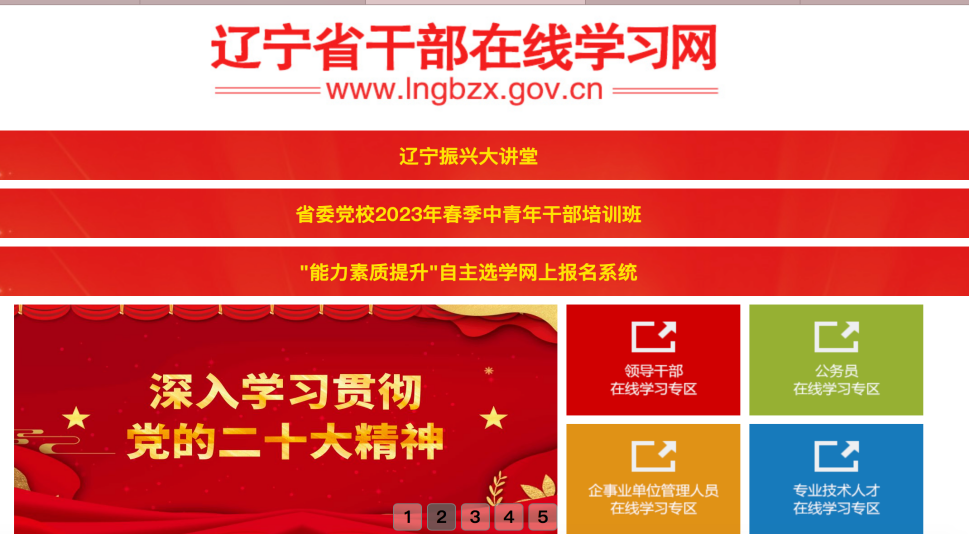 辽宁省干部在线学习网
www.lngbzx.gov.cn
辽宁振兴大讲堂
省委党校2023年春季中青年干部培训班
"能力素质提升"自主选学网上报名系统
深入学习贯彻
党的二十大精神
1 2 3 4 5
领导干部
在线学习专区
公务员
在线学习专区
企事业单位管理人员
在线学习专区
专业技术人才
在线学习专区